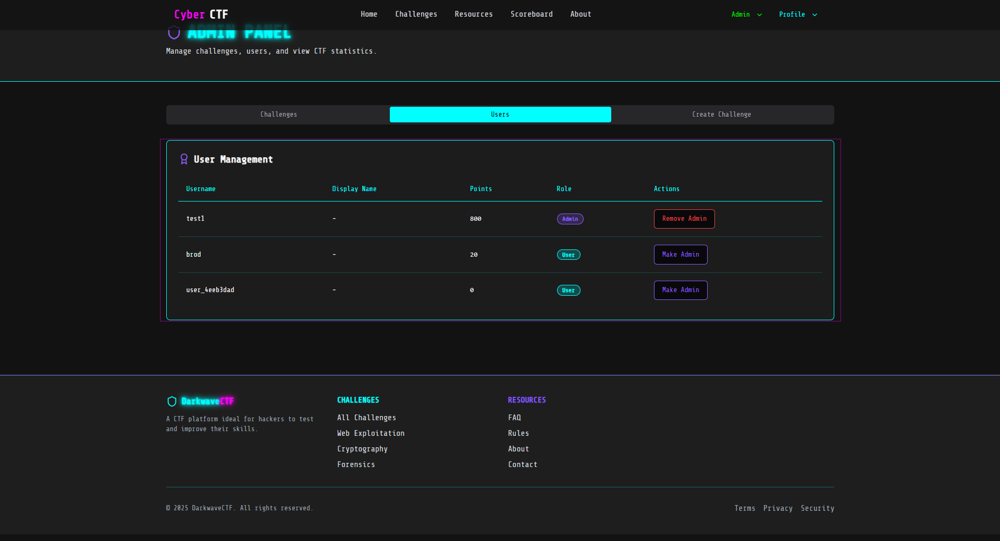 Cyber CTF Home Challenges Resources Scoreboard About Admin Profile
ADMIN PANEL
Manage challenges, users, and view CTF statistics.
Challenges Users Create Challenge
User Management
Username Display Name Points Role Actions
test1 - 800 Admin Remove Admin
brod - 20 User Make Admin
user_4eeb3dad - 0 User Make Admin
DarkwaveCTF
A CTF platform ideal for hackers to test
and improve their skills.
CHALLENGES
All Challenges
Web Exploitation
Cryptography
Forensics
RESOURCES
FAQ
Rules
About
Contact
© 2025 DarkwaveCTF. All rights reserved.
Terms Privacy Security